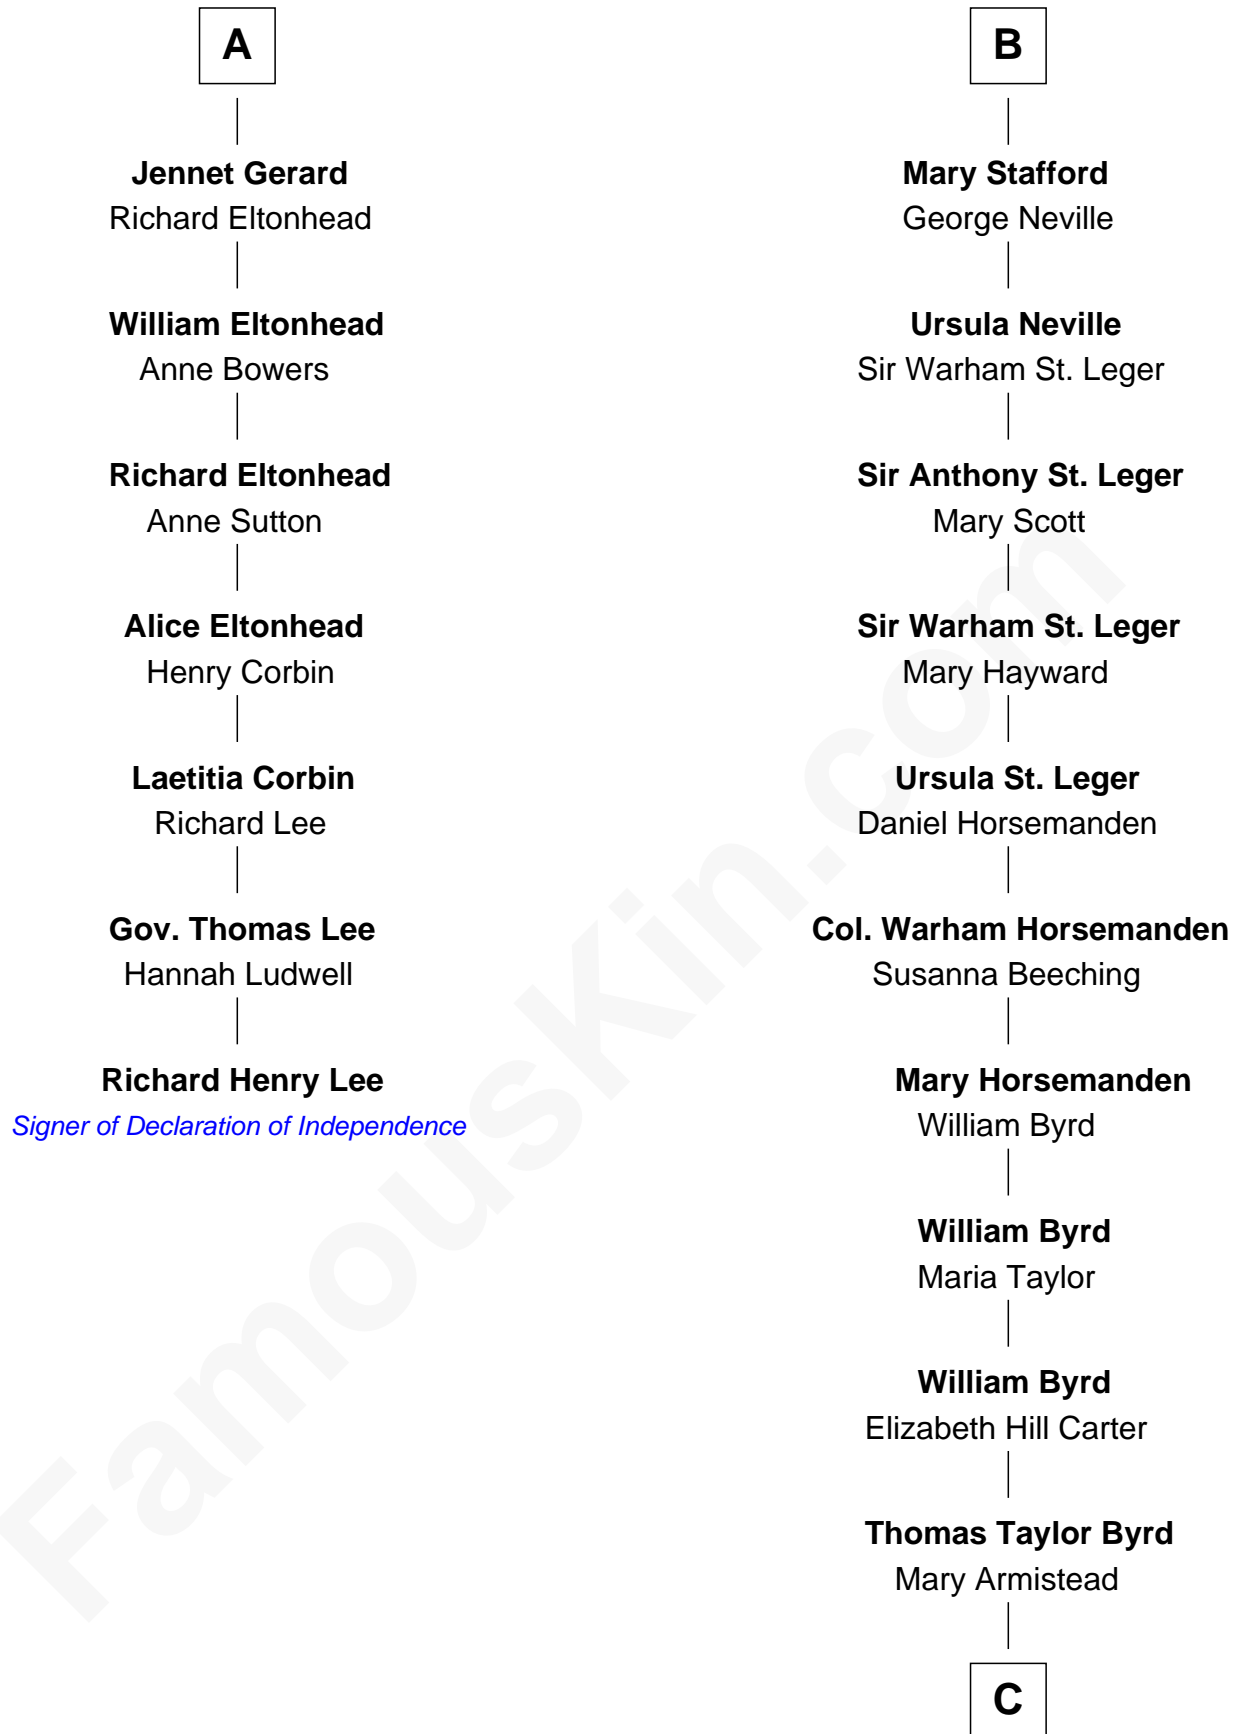 A
Jennet Gerard
Richard Eltonhead
William Eltonhead
Anne Bowers
Richard Eltonhead
Anne Sutton
Alice Eltonhead
Henry Corbin
Laetitia Corbin
Richard Lee
Gov. Thomas Lee
Hannah Ludwell
Richard Henry Lee
Signer of Declaration of Independence
B
Mary Stafford
George Neville
Ursula Neville
Sir Warham St. Leger
Sir Anthony St. Leger
Mary Scott
Sir Warham St. Leger
Mary Hayward
Ursula St. Leger
Daniel Horsemanden
Col. Warham Horsemanden
Susanna Beeching
Mary Horsemanden
William Byrd
William Byrd
Maria Taylor
William Byrd
Elizabeth Hill Carter
Thomas Taylor Byrd
Mary Armistead
C
FamousKin.com